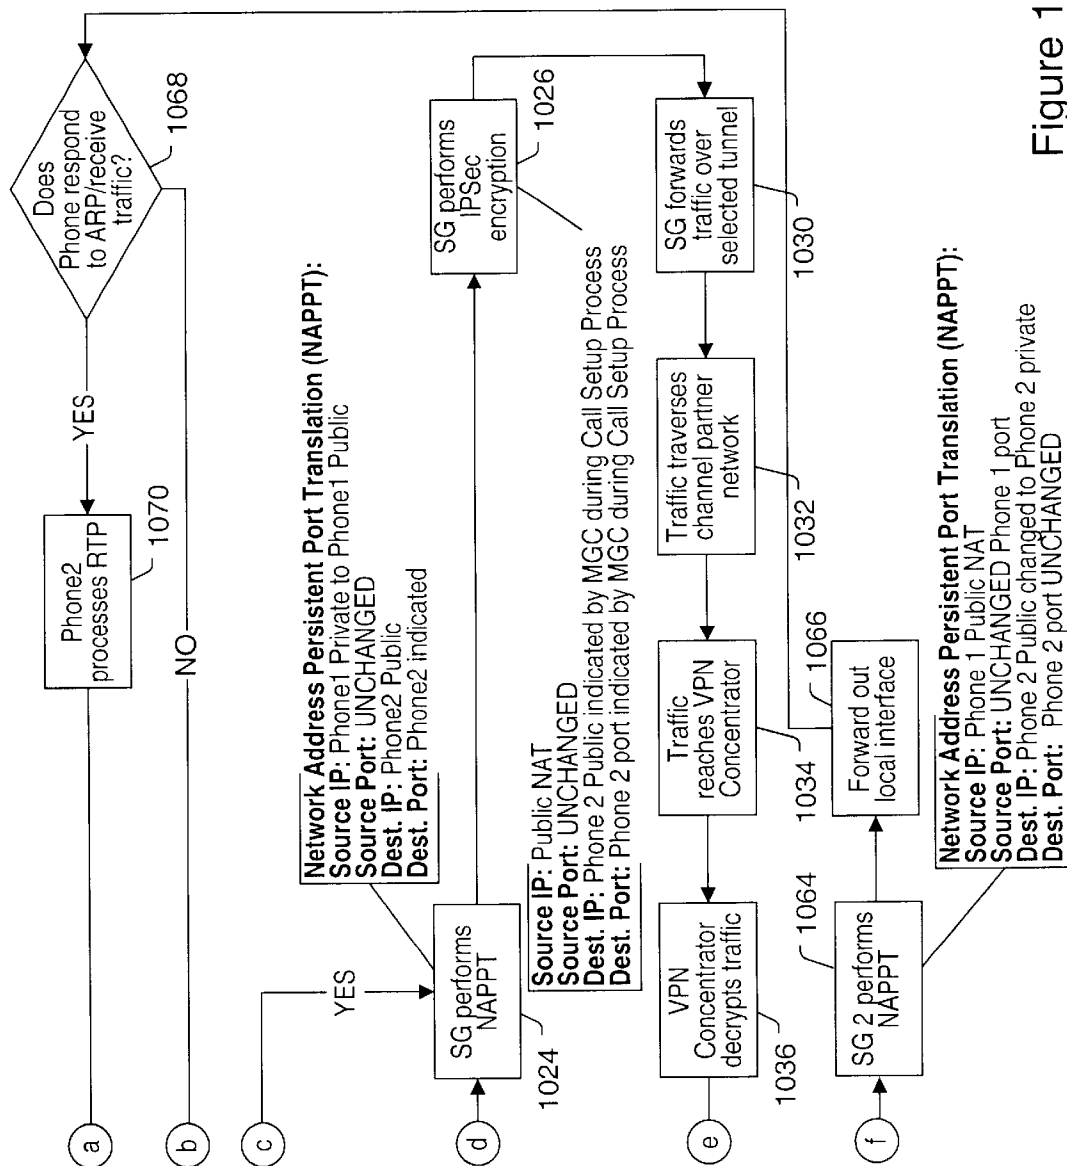 Does
Phone respond
to ARP/receive
traffic?
1068
YES
Phone2
processes RTP
1070
NO
a
b
c
YES
Network Address Persistent Port Translation (NAPPT):
Source IP: Phone1 Private to Phone1 Public
Source Port: UNCHANGED
Dest. IP: Phone2 Public
Dest. Port: Phone2 indicated
d
SG performs
NAPPT
1024
SG performs
IPSec
encryption
1026
Source IP: Public NAT
Source Port: UNCHANGED
Dest. IP: Phone 2 Public indicated by MGC during Call Setup Process
Dest. Port: Phone 2 port indicated by MGC during Call Setup Process
SG forwards
traffic over
selected tunnel
1030
Traffic traverses
channel partner
network
1032
Traffic
reaches VPN
Concentrator
1034
VPN
Concentrator
decrypts traffic
1036
e
f
SG 2 performs
NAPPT
1064
Forward out
local interface
1066
Network Address Persistent Port Translation (NAPPT):
Source IP: Phone 1 Public NAT
Source Port: UNCHANGED Phone 1 port
Dest. IP: Phone 2 Public changed to Phone 2 private
Dest. Port: Phone 2 port UNCHANGED
Figure 1